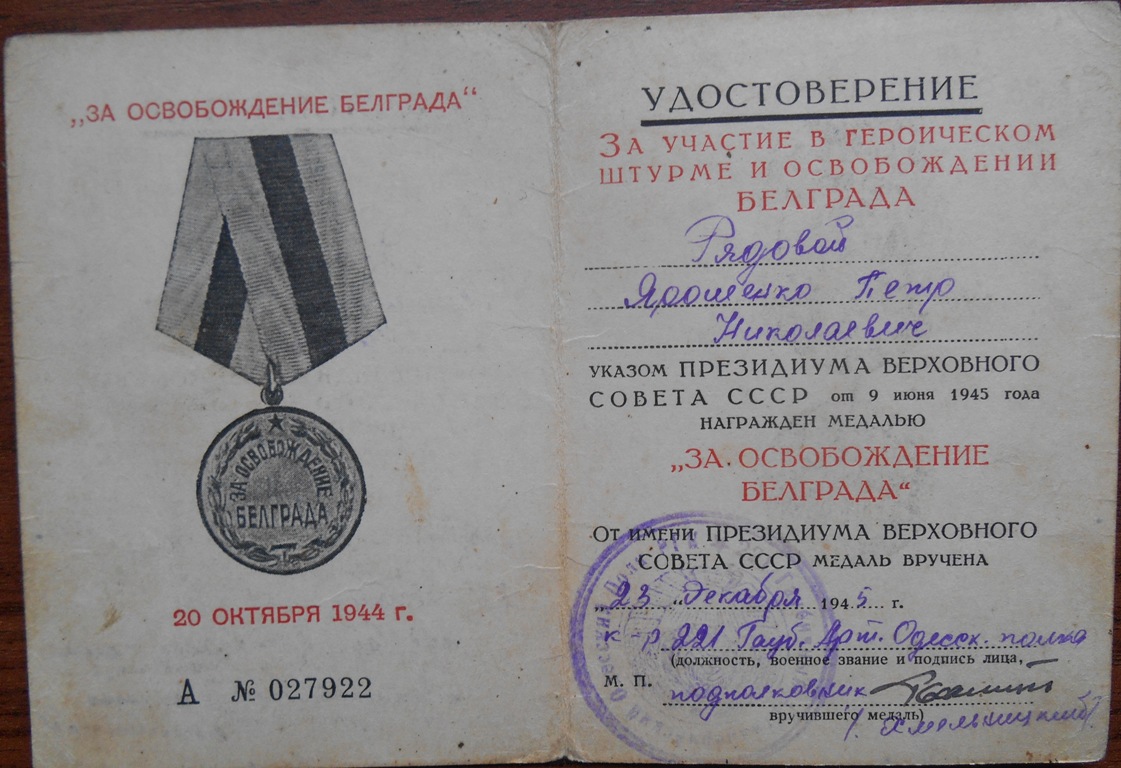 „ЗА ОСВОБОЖДЕНИЕ БЕЛГРАДА“
ЗА ОСВОБОЖДЕНИЕ
БЕЛГРАДА
20 ОКТЯБРЯ 1944 г.
А № 027922
УДОСТОВЕРЕНИЕ
ЗА УЧАСТИЕ В ГЕРОИЧЕСКОМ
ШТУРМЕ И ОСВОБОЖДЕНИИ
БЕЛГРАДА
Рядовой
Ярошенко Петр
Николаевич
УКАЗОМ ПРЕЗИДИУМА ВЕРХОВНОГО
СОВЕТА СССР от 9 июня 1945 года
НАГРАЖДЕН МЕДАЛЬЮ
„ЗА ОСВОБОЖДЕНИЕ
БЕЛГРАДА“
ОТ ИМЕНИ ПРЕЗИДИУМА ВЕРХОВНОГО
СОВЕТА СССР МЕДАЛЬ ВРУЧЕНА
„23 “ Декабря 1945 г.
к-р 221 Гауб. Арт. Одесск. полка
(должность, военное звание и подпись лица,
М. П. подполковник
вручившего медаль) /Хмельницкий/